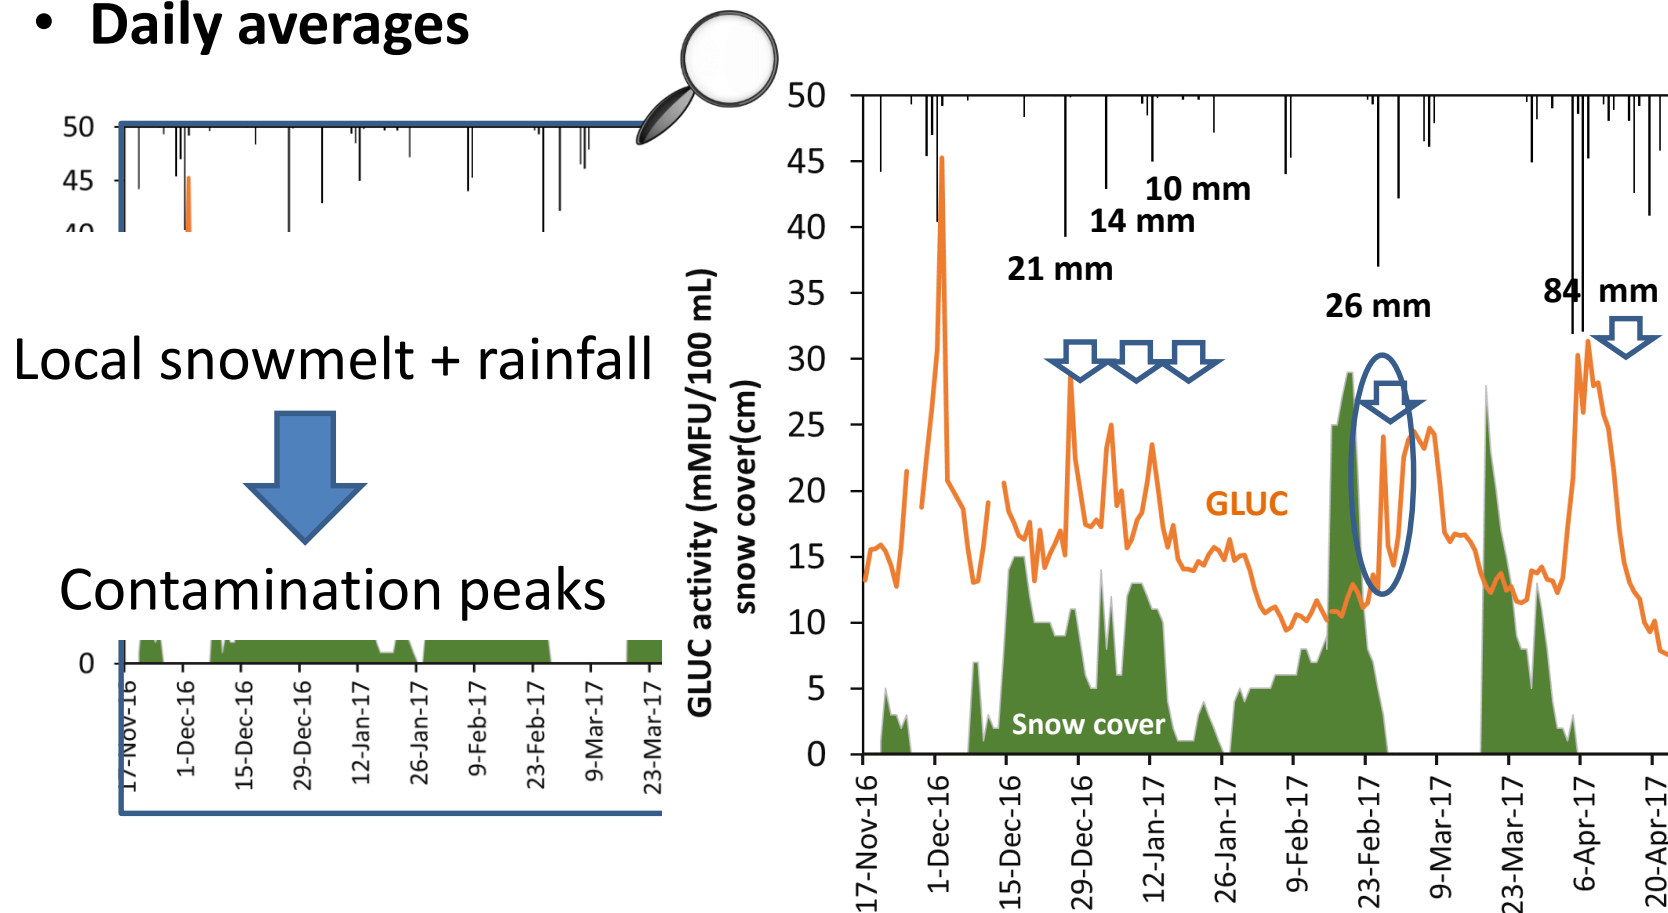 • Daily averages
50
45
Local snowmelt + rainfall
Contamination peaks
0
17-Nov-16
1-Dec-16
15-Dec-16
29-Dec-16
12-Jan-17
26-Jan-17
9-Feb-17
23-Feb-17
9-Mar-17
23-Mar-17
GLUC activity (mMFU/100 mL)
snow cover(cm)
50
45
40
35
30
25
20
15
10
5
0
10 mm
14 mm
21 mm
26 mm
84 mm
GLUC
Snow cover
17-Nov-16
1-Dec-16
15-Dec-16
29-Dec-16
12-Jan-17
26-Jan-17
9-Feb-17
23-Feb-17
9-Mar-17
23-Mar-17
6-Apr-17
20-Apr-17